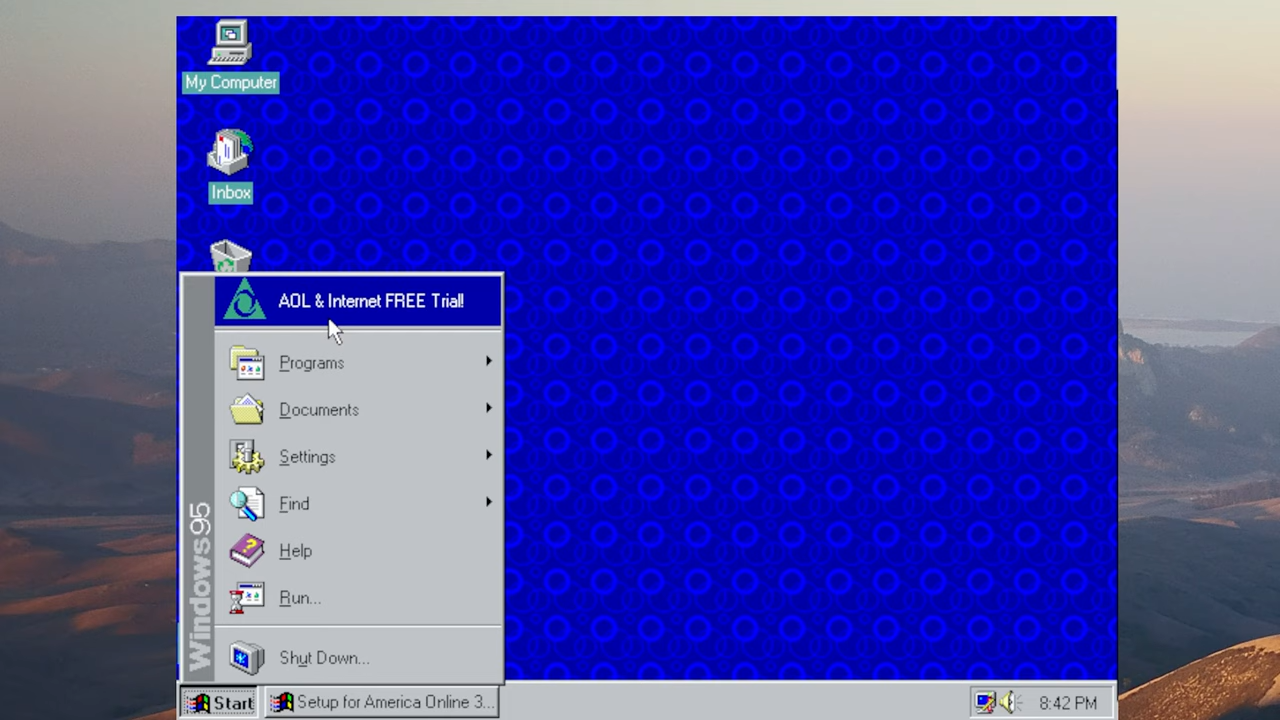 My Computer
Inbox
AOL & Internet FREE Trial!
Programs
Documents
Settings
Find
Help
Run...
Shut Down...
Windows95
Start
Setup for America Online 3...
8:42 PM